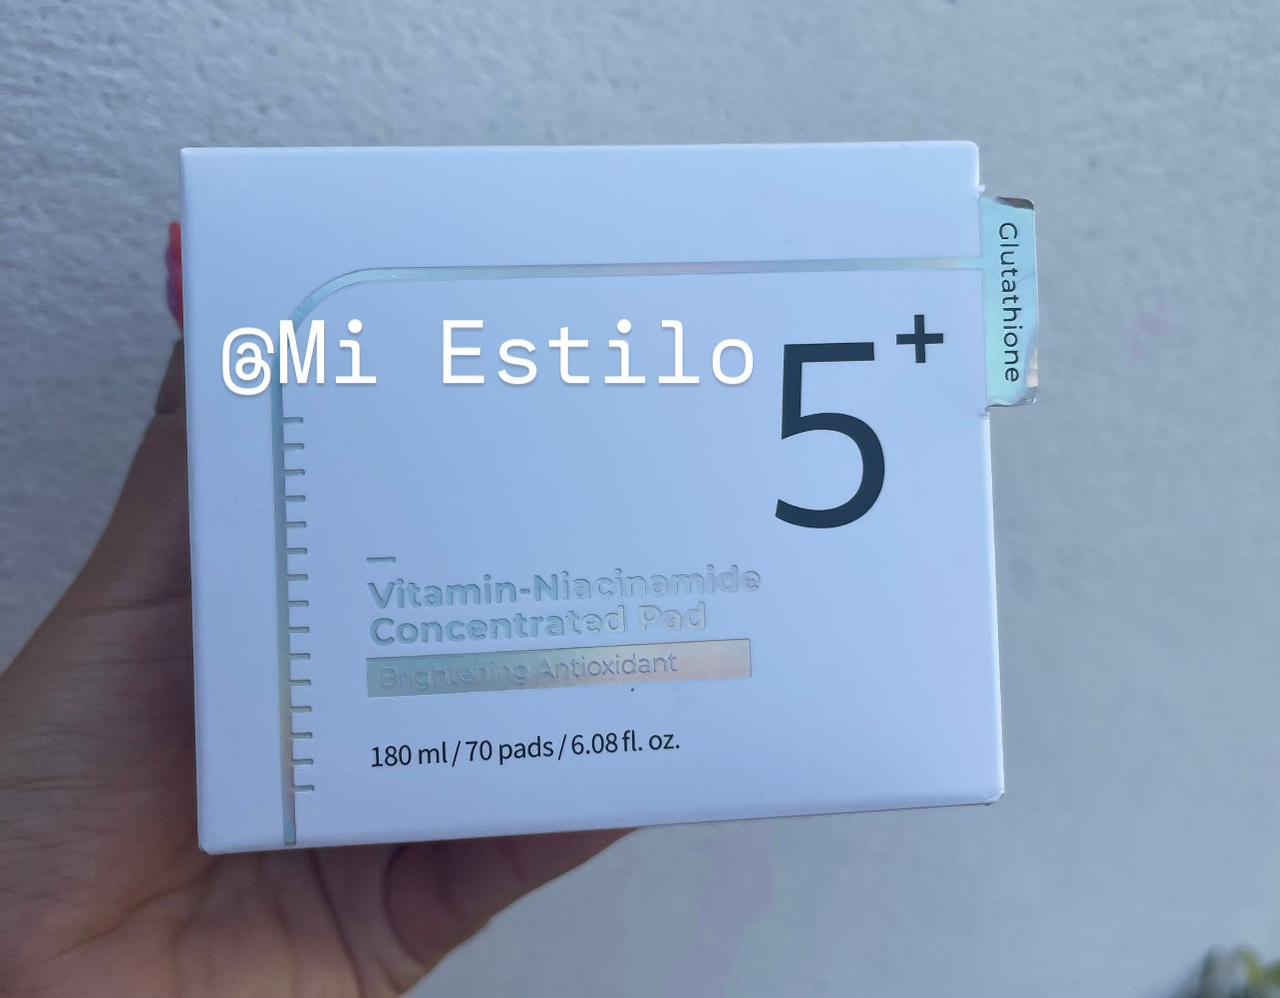 Glutathione
@Mi Estilo
5+
Vitamin-Niacinamide
Concentrated Pad
Brightening Antioxidant
180 ml / 70 pads / 6.08 fl. oz.